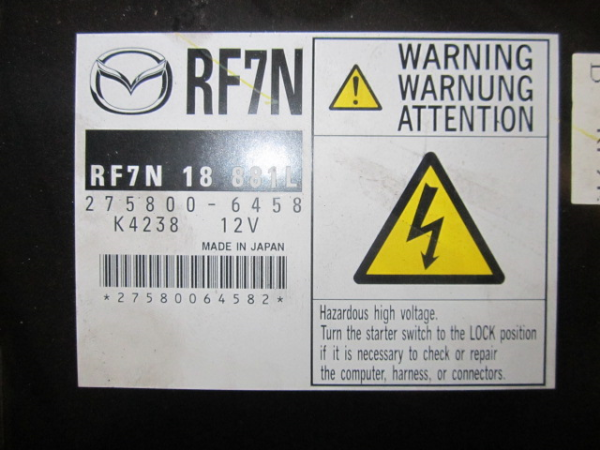 RF7N
RF7N 18 881L
275800-6458
K4238 12V
MADE IN JAPAN
*27580064582*
WARNING
WARNUNG
ATTENTION
Hazardous high voltage.
Turn the starter switch to the LOCK position
if it is necessary to check or repair
the computer, harness, or connectors.